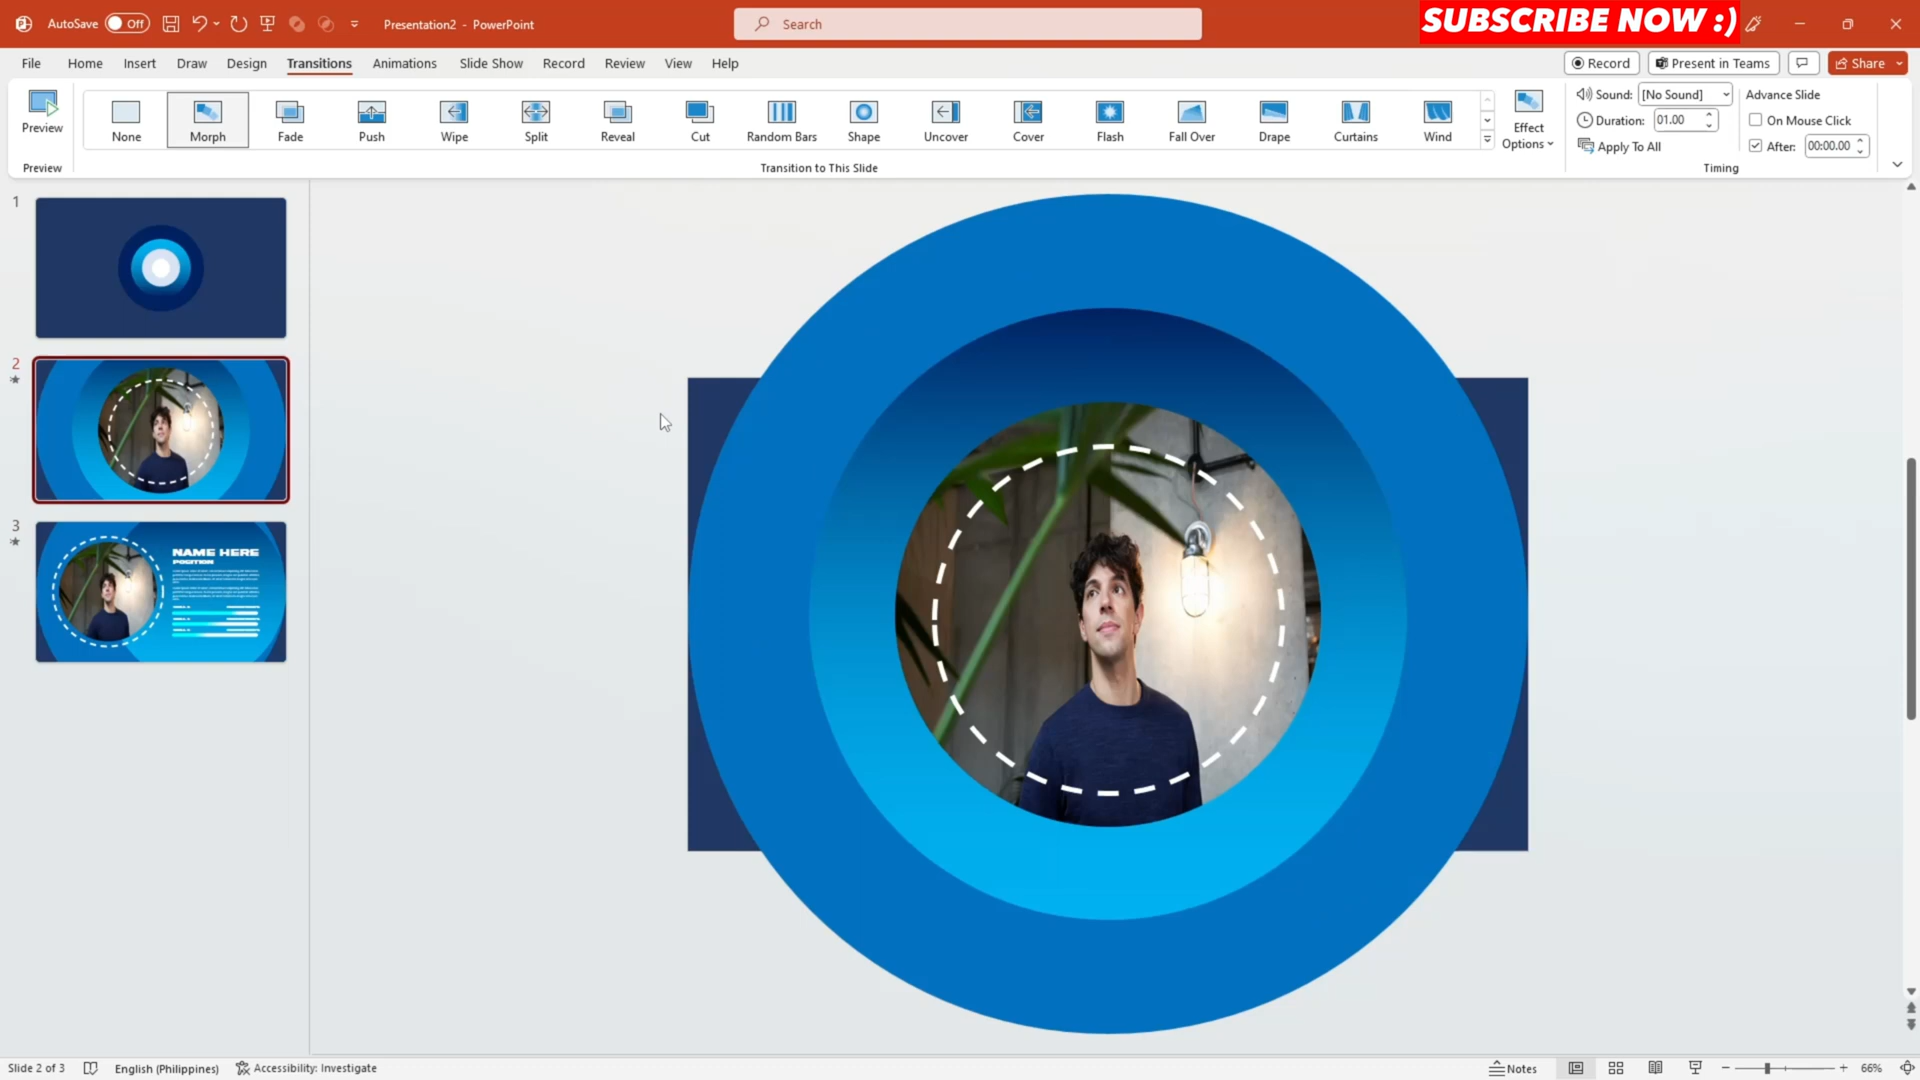 AutoSave Off Presentation2 - PowerPoint Search SUBSCRIBE NOW :)
File Home Insert Draw Design Transitions Animations Slide Show Record Review View Help Record Present in Teams Share
Preview None Morph Fade Push Wipe Split Reveal Cut Random Bars Shape Uncover Cover Flash Fall Over Drape Curtains Wind Effect Options
Sound: [No Sound] Advance Slide
Duration: 01.00 On Mouse Click
Apply To All After: 00:00.00
Preview Transition to This Slide Timing
1
2
3
NAME HERE
POSITION
Slide 2 of 3 English (Philippines) Accessibility: Investigate Notes 66%